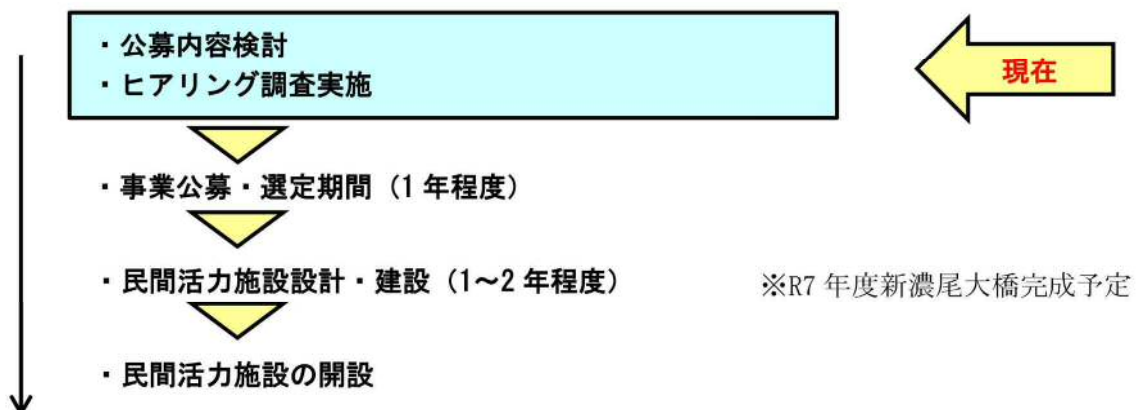 ・公募内容検討
・ヒアリング調査実施
現在
・事業公募・選定期間（1 年程度）
・民間活力施設設計・建設（1～2 年程度）
※R7 年度新濃尾大橋完成予定
・民間活力施設の開設